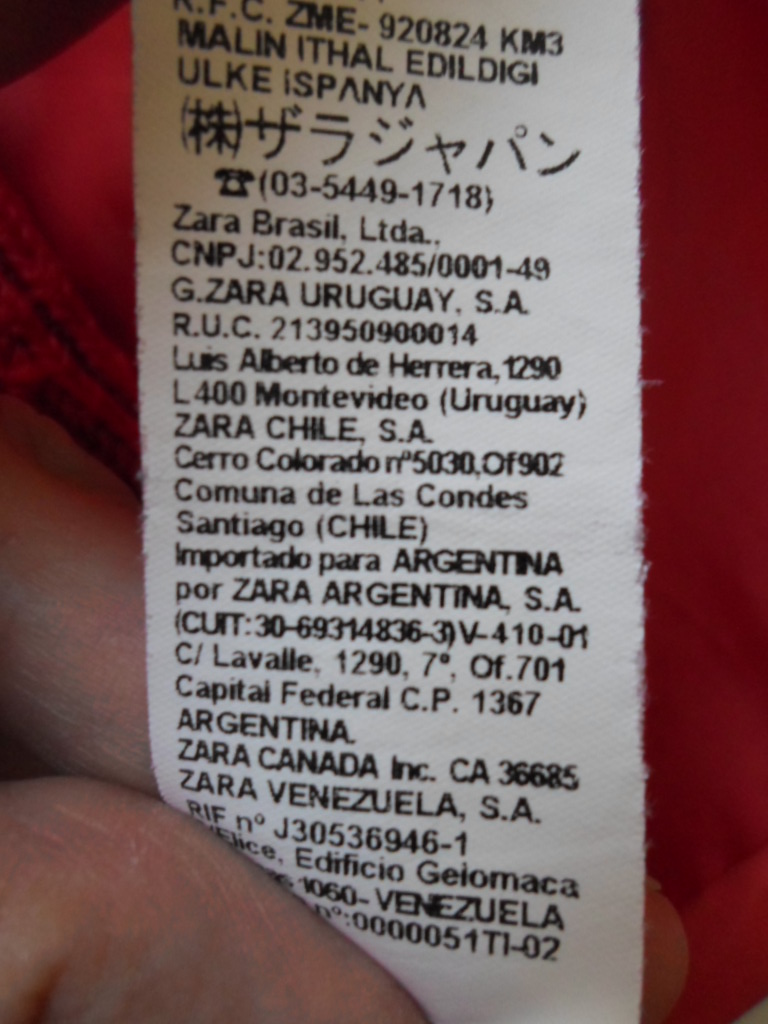 R.F.C. ZME- 920824 KM3
MALIN ITHAL EDILDIGI
ULKE İSPANYA
(株)ザラジャパン
☎(03-5449-1718)
Zara Brasil, Ltda..
CNPJ:02.952.485/0001-49
G.ZARA URUGUAY, S.A.
R.U.C. 213950900014
Luis Alberto de Herrera,1290
L 400 Montevideo (Uruguay)
ZARA CHILE, S.A.
Cerro Colorado nº5030,Of902
Comuna de Las Condes
Santiago (CHILE)
Importado para ARGENTINA
por ZARA ARGENTINA, S.A.
(CUIT:30-69314836-3)V-410-01
C/ Lavalle, 1290, 7º, Of.701
Capital Federal C.P. 1367
ARGENTINA.
ZARA CANADA Inc. CA 36685
ZARA VENEZUELA, S.A.
RIF nº J30536946-1
Edificio Geiomaca
1060- VENEZUELA
nº:0000051TI-02